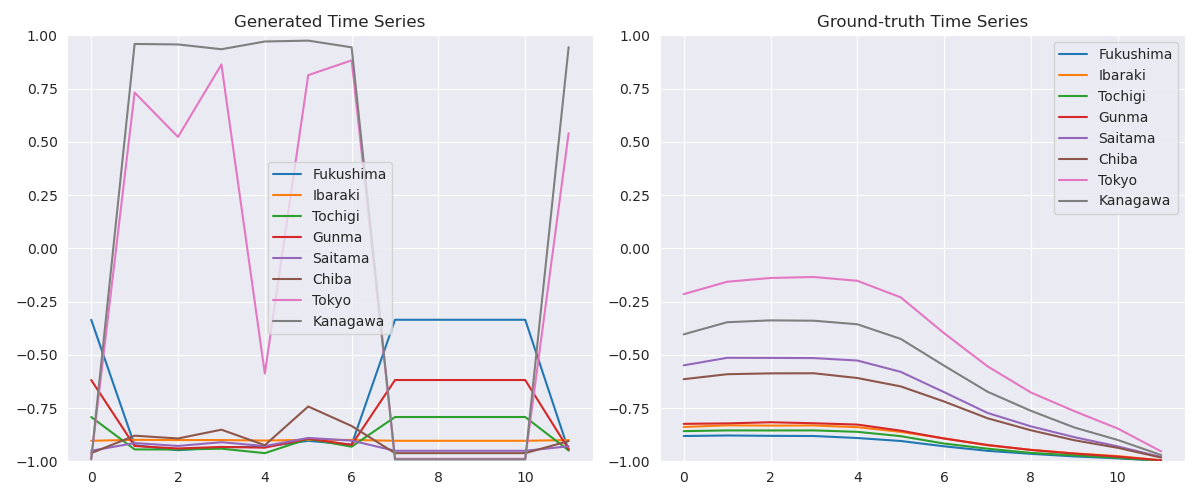 Generated Time Series
1.00
0.75
0.50
0.25
0.00
−0.25
−0.50
−0.75
−1.00
0 2 4 6 8 10
Fukushima
Ibaraki
Tochigi
Gunma
Saitama
Chiba
Tokyo
Kanagawa
Ground-truth Time Series
1.00
0.75
0.50
0.25
0.00
−0.25
−0.50
−0.75
−1.00
0 2 4 6 8 10
Fukushima
Ibaraki
Tochigi
Gunma
Saitama
Chiba
Tokyo
Kanagawa